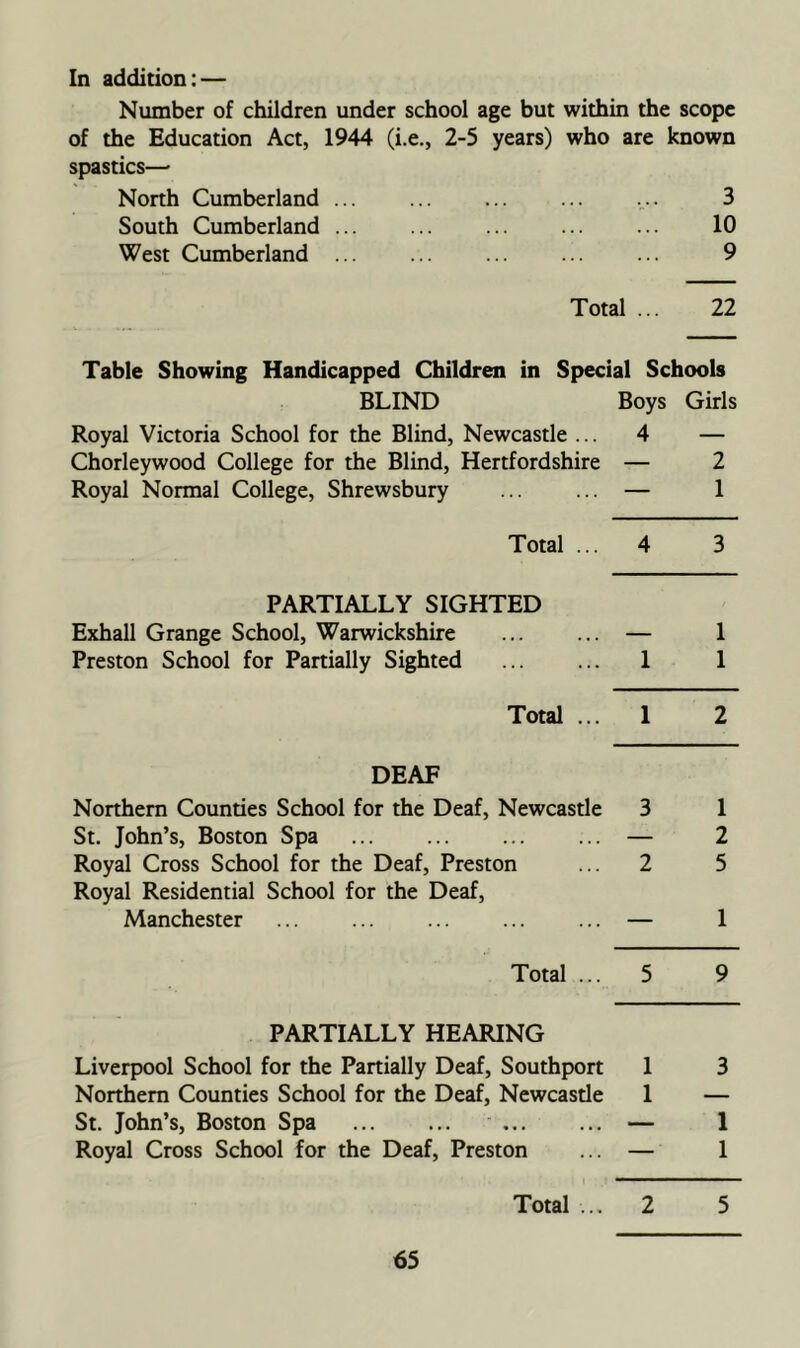 In addition:—
Number of children under school age but within the scope
of the Education Act, 1944 (i.e., 2-5 years) who are known
spastics—
North Cumberland ... ... ... ... ... 3
South Cumberland ... ... ... ... ... 10
West Cumberland ... ... ... ... ... 9
Total ... 22
Table Showing Handicapped Children in Special Schools
BLIND Boys Girls
Royal Victoria School for the Blind, Newcastle ... 4 —
Chorleywood College for the Blind, Hertfordshire — 2
Royal Normal College, Shrewsbury ... ... — 1
Total ... 4 3
PARTIALLY SIGHTED
Exhall Grange School, Warwickshire ... ... — 1
Preston School for Partially Sighted ... ... 1 1
Total ... 1 2
DEAF
Northern Counties School for the Deaf, Newcastle 3 1
St. John's, Boston Spa ... ... ... ... — 2
Royal Cross School for the Deaf, Preston ... 2 5
Royal Residential School for the Deaf,
Manchester ... ... ... ... ... — 1
Total ... 5 9
PARTIALLY HEARING
Liverpool School for the Partially Deaf, Southport 1 3
Northern Counties School for the Deaf, Newcastle 1 —
St. John's, Boston Spa ... ... ... ... — 1
Royal Cross School for the Deaf, Preston ... — 1
Total ... 2 5
65